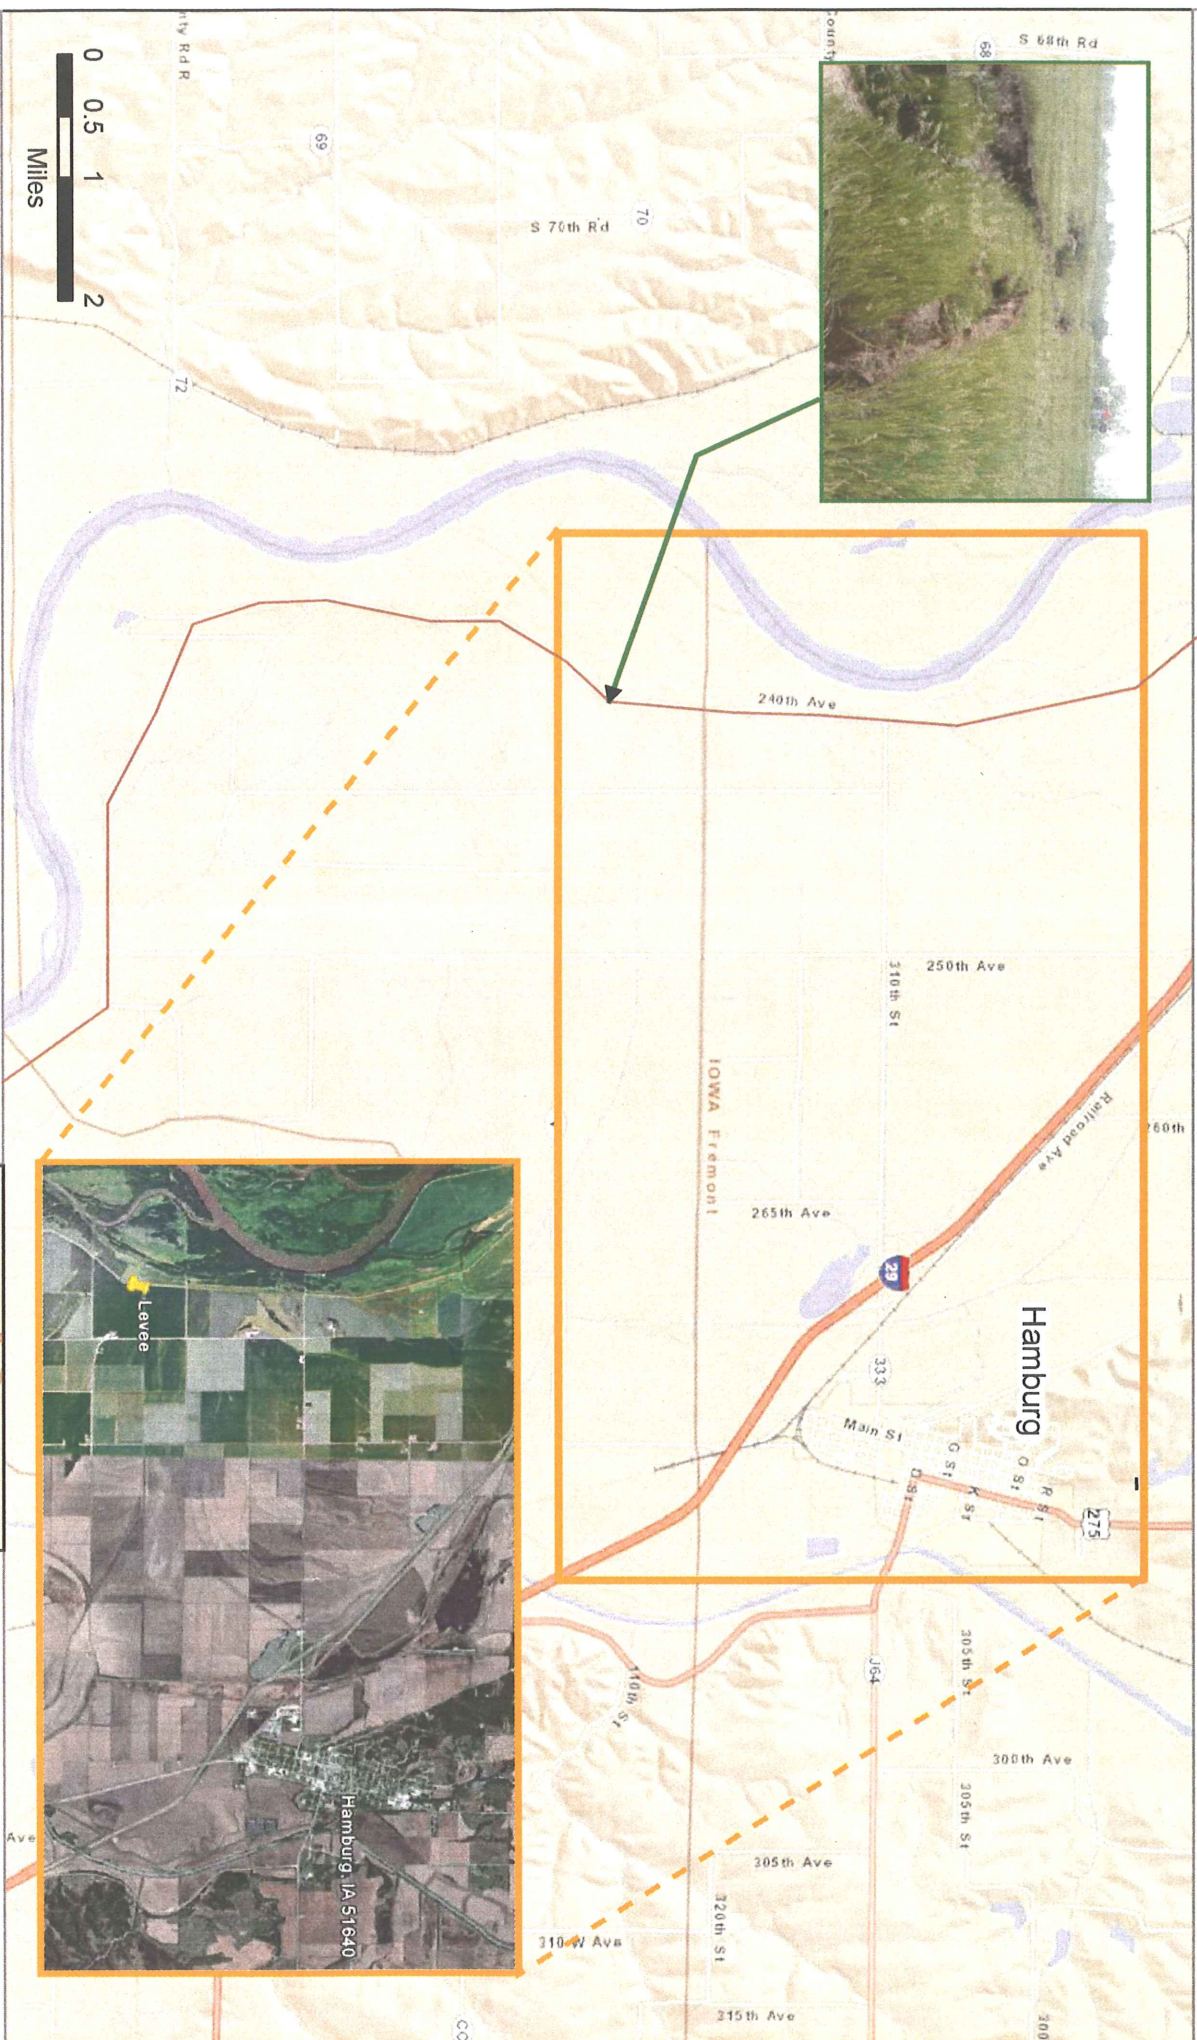 S 68th Rd
68
County
nty Rd R
69
70
S 70th Rd
72
0 0.5 1 2
Miles
240th Ave
250th Ave
310th St
IOWA Fremont
265th Ave
Railroad Ave
260th
29
333
Hamburg
Main St
G St
O St
R St
K St
D St
275
J64
110th St
305th St
300th Ave
305th St
305th Ave
320th St
310 W Ave
315th Ave
300
CC
Ave
Levee
Hamburg, IA 51640